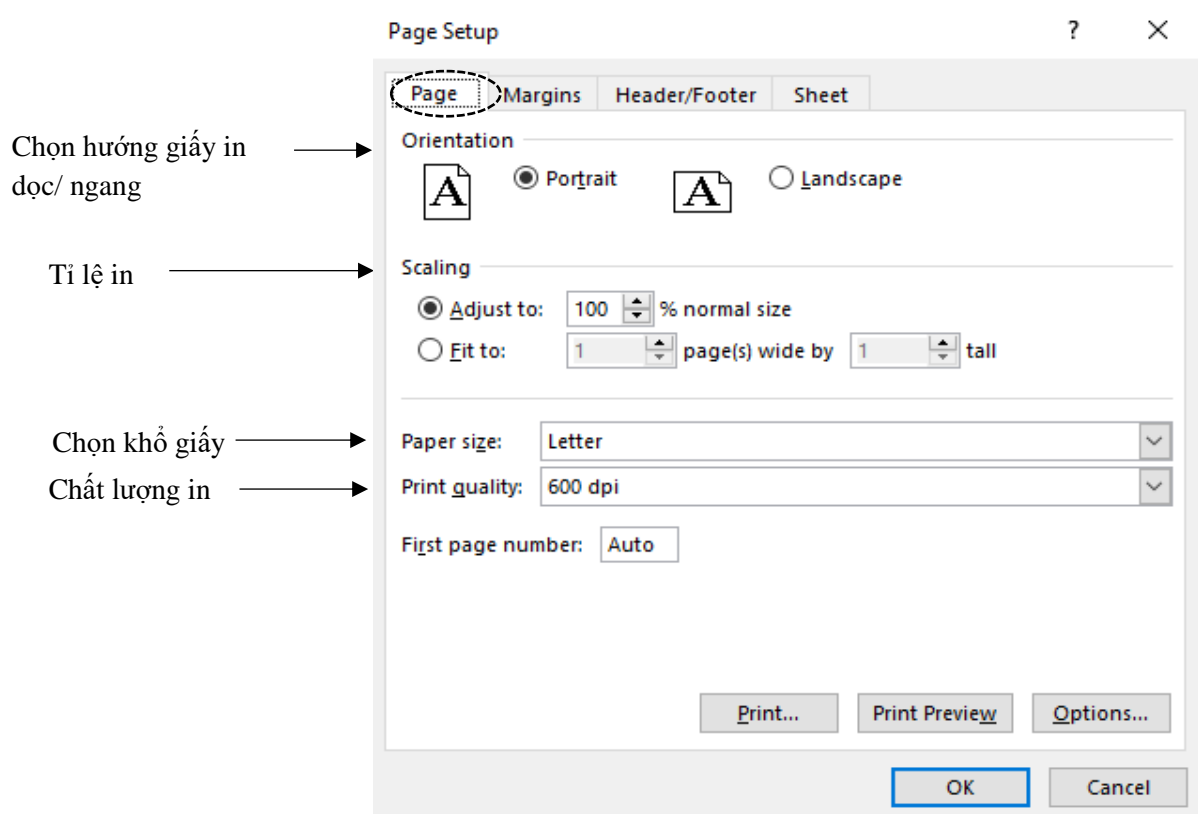 Page Setup ? ×
Page Margins Header/Footer Sheet
Chọn hướng giấy in
dọc/ ngang
Orientation
A Portrait A Landscape
Tỉ lệ in
Scaling
Adjust to: 100 % normal size
Fit to: 1 page(s) wide by 1 tall
Chọn khổ giấy
Paper size: Letter
Chất lượng in
Print quality: 600 dpi
First page number: Auto
Print... Print Preview Options...
OK Cancel